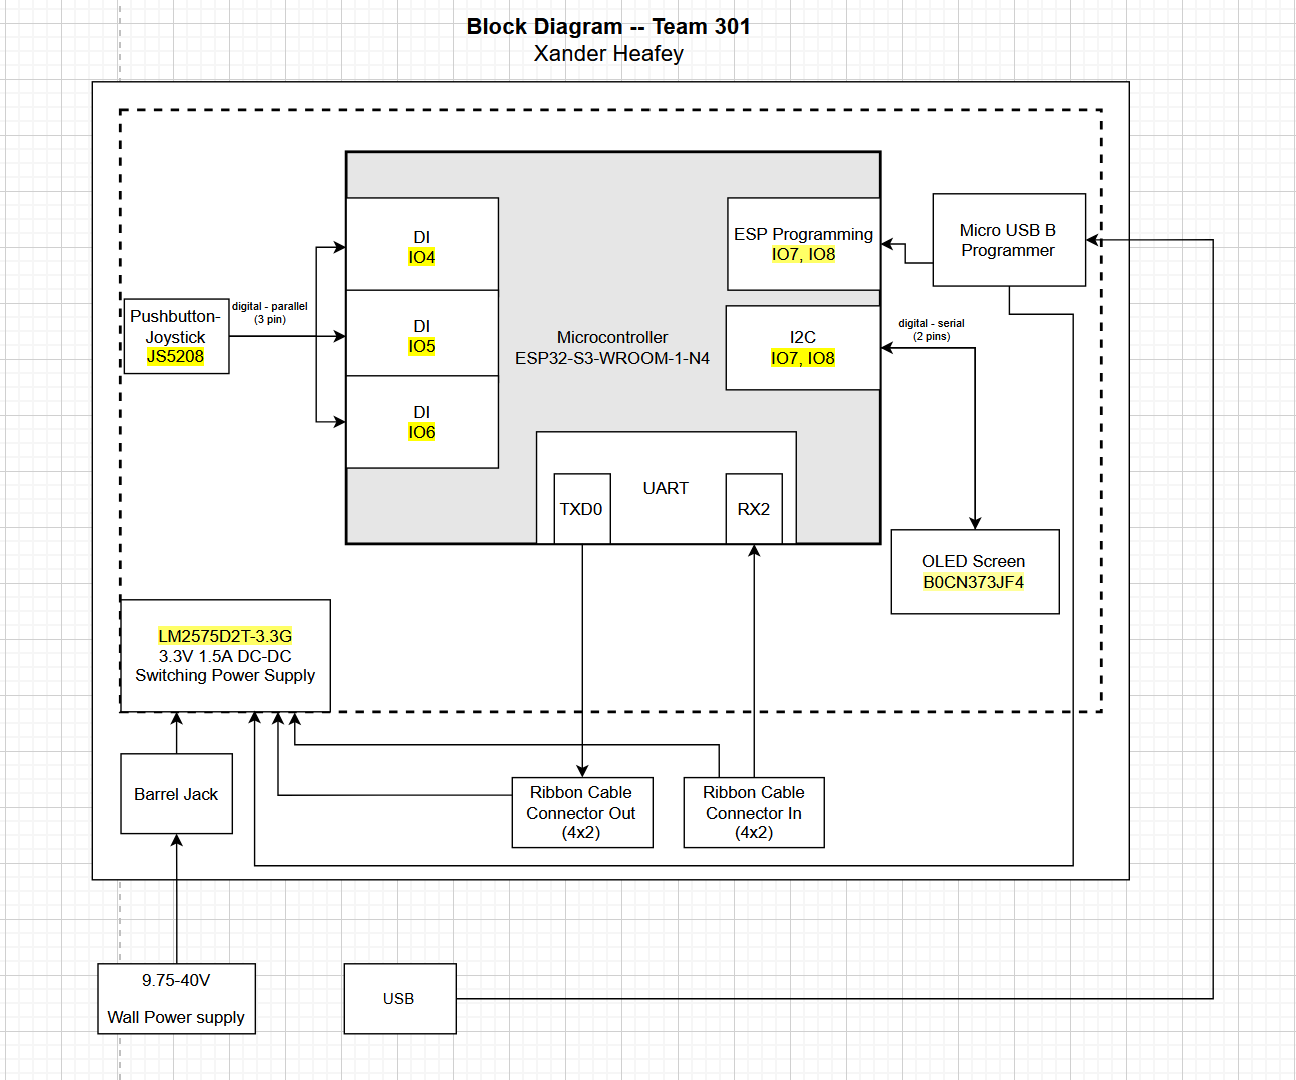 Block Diagram -- Team 301
Xander Heafey
DI
IO4
ESP Programming
IO7, IO8
Micro USB B
Programmer
Pushbutton-
Joystick
JS5208
digital - parallel
(3 pin)
DI
IO5
Microcontroller
ESP32-S3-WROOM-1-N4
I2C
IO7, IO8
digital - serial
(2 pins)
DI
IO6
UART
TXD0
RX2
OLED Screen
B0CN373JF4
LM2575D2T-3.3G
3.3V 1.5A DC-DC
Switching Power Supply
Barrel Jack
Ribbon Cable
Connector Out
(4x2)
Ribbon Cable
Connector In
(4x2)
9.75-40V
Wall Power supply
USB